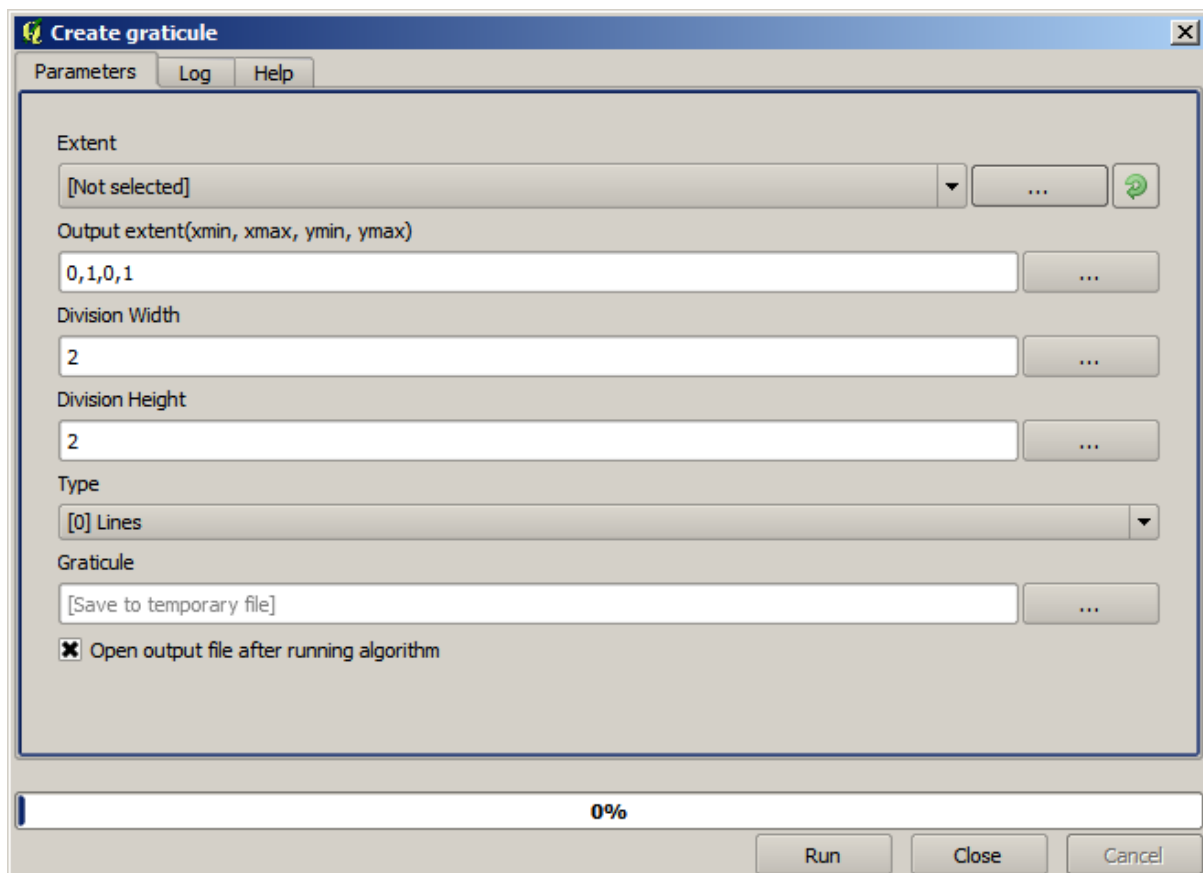 Create graticule
Parameters Log Help
Extent
[Not selected] ...
Output extent(xmin, xmax, ymin, ymax)
0,1,0,1 ...
Division Width
2 ...
Division Height
2 ...
Type
[0] Lines
Graticule
[Save to temporary file] ...
Open output file after running algorithm
0%
Run Close Cancel